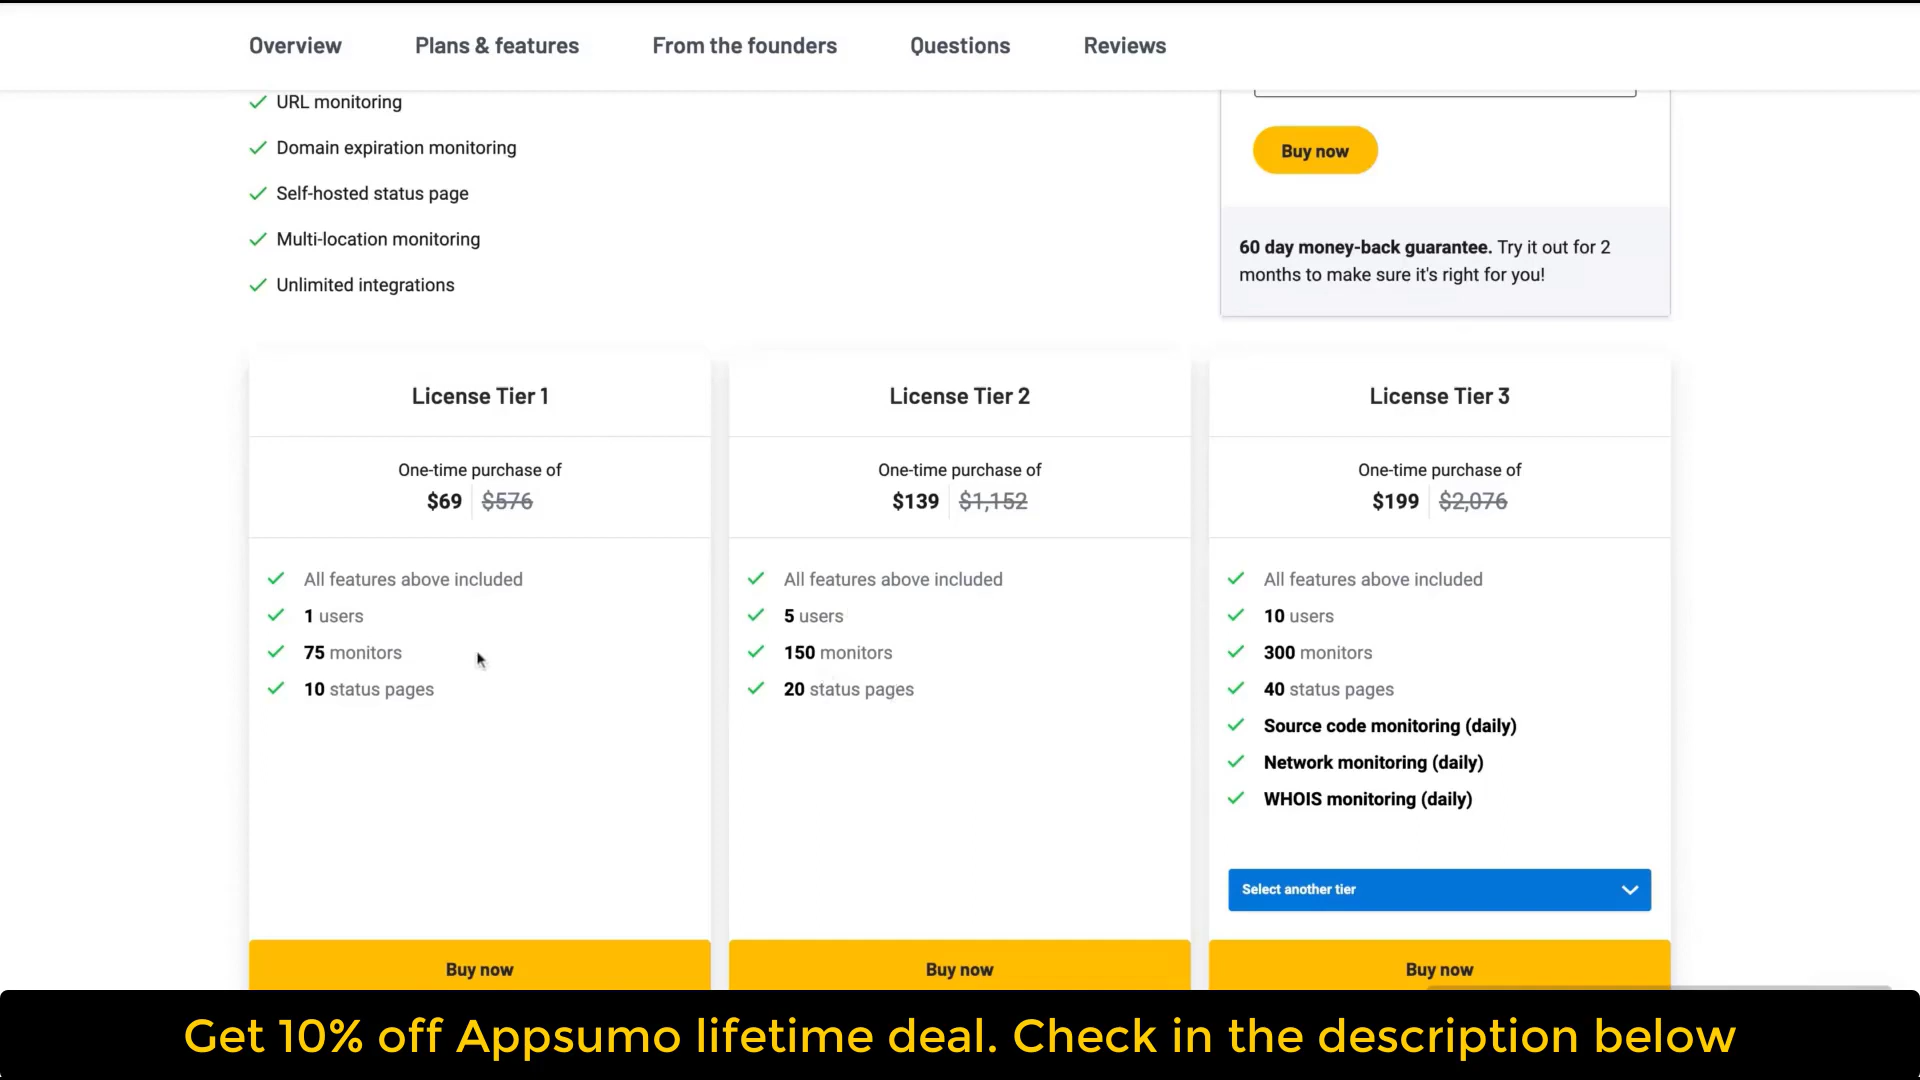 Overview Plans & features From the founders Questions Reviews
URL monitoring
Domain expiration monitoring
Self-hosted status page
Multi-location monitoring
Unlimited integrations
Buy now
60 day money-back guarantee. Try it out for 2
months to make sure it's right for you!
License Tier 1
One-time purchase of
$69 $576
All features above included
1 users
75 monitors
10 status pages
Buy now
License Tier 2
One-time purchase of
$139 $1,152
All features above included
5 users
150 monitors
20 status pages
Buy now
License Tier 3
One-time purchase of
$199 $2,076
All features above included
10 users
300 monitors
40 status pages
Source code monitoring (daily)
Network monitoring (daily)
WHOIS monitoring (daily)
Select another tier
Buy now
Get 10% off Appsumo lifetime deal. Check in the description below